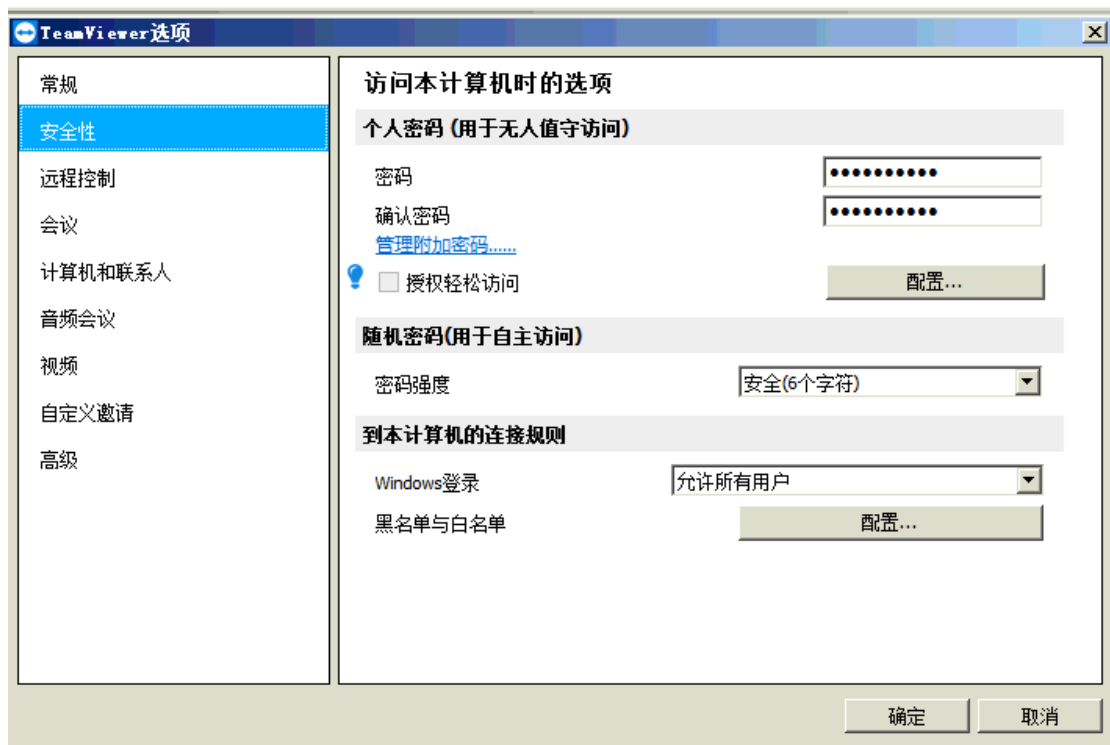 TeamViewer选项
常规
安全性
远程控制
会议
计算机和联系人
音频会议
视频
自定义邀请
高级
访问本计算机时的选项
个人密码 (用于无人值守访问)
密码 ●●●●●●●●●●
确认密码 ●●●●●●●●●●
管理附加密码......
授权轻松访问 配置...
随机密码(用于自主访问)
密码强度 安全(6个字符)
到本计算机的连接规则
Windows登录 允许所有用户
黑名单与白名单 配置...
确定 取消